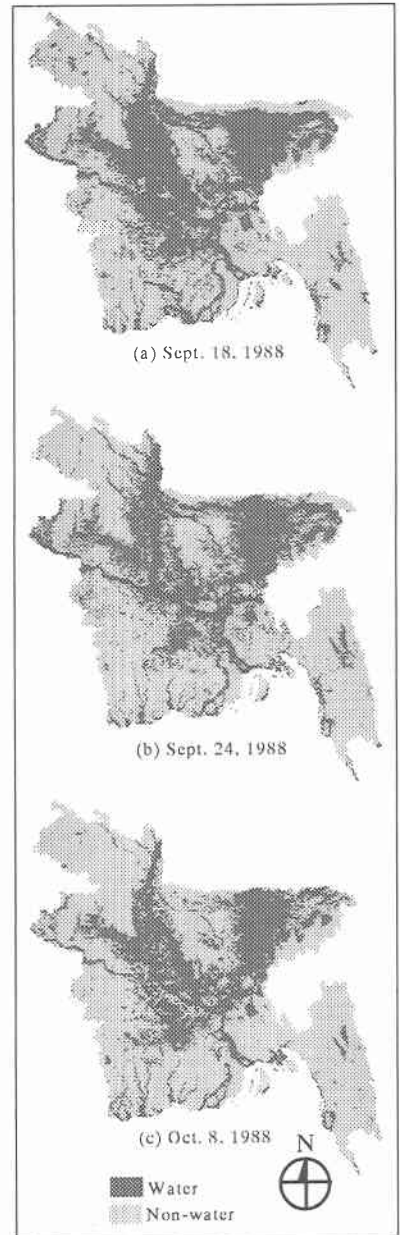 (a) Sept. 18, 1988
(b) Sept. 24, 1988
(c) Oct. 8, 1988
N
Water
Non-water